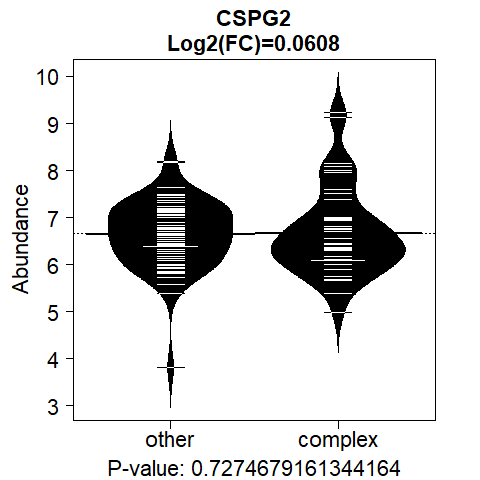 CSPG2
Log2(FC)=0.0608
Abundance
10
9
8
7
6
5
4
3
other complex
P-value: 0.7274679161344164